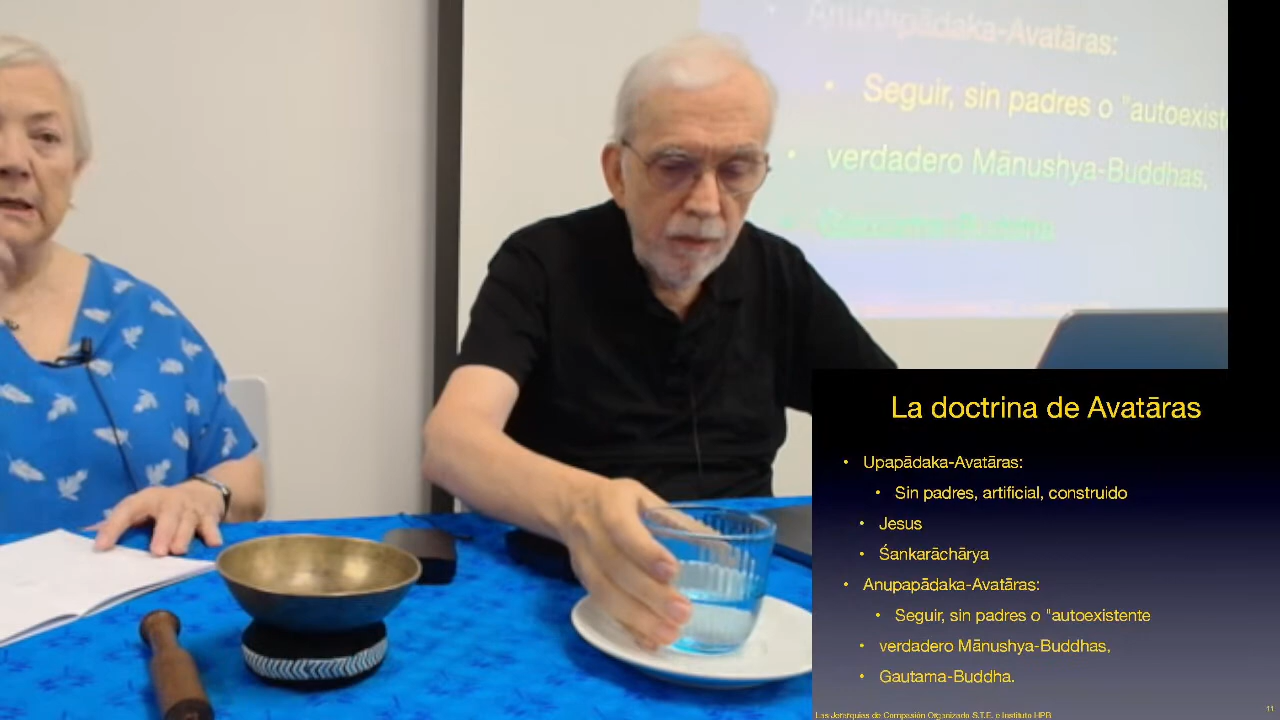 Anupapādaka-Avatāras:
• Seguir, sin padres o "autoexist
• verdadero Mānushya-Buddhas,
La doctrina de Avatāras
• Upapādaka-Avatāras:
• Sin padres, artificial, construido
• Jesus
• Śankarāchārya
• Anupapādaka-Avatāras:
• Seguir, sin padres o "autoexistente
• verdadero Mānushya-Buddhas,
• Gautama-Buddha.
Las Jerarquías de Compasión Organizado S.T.E. e Instituto HPB
11